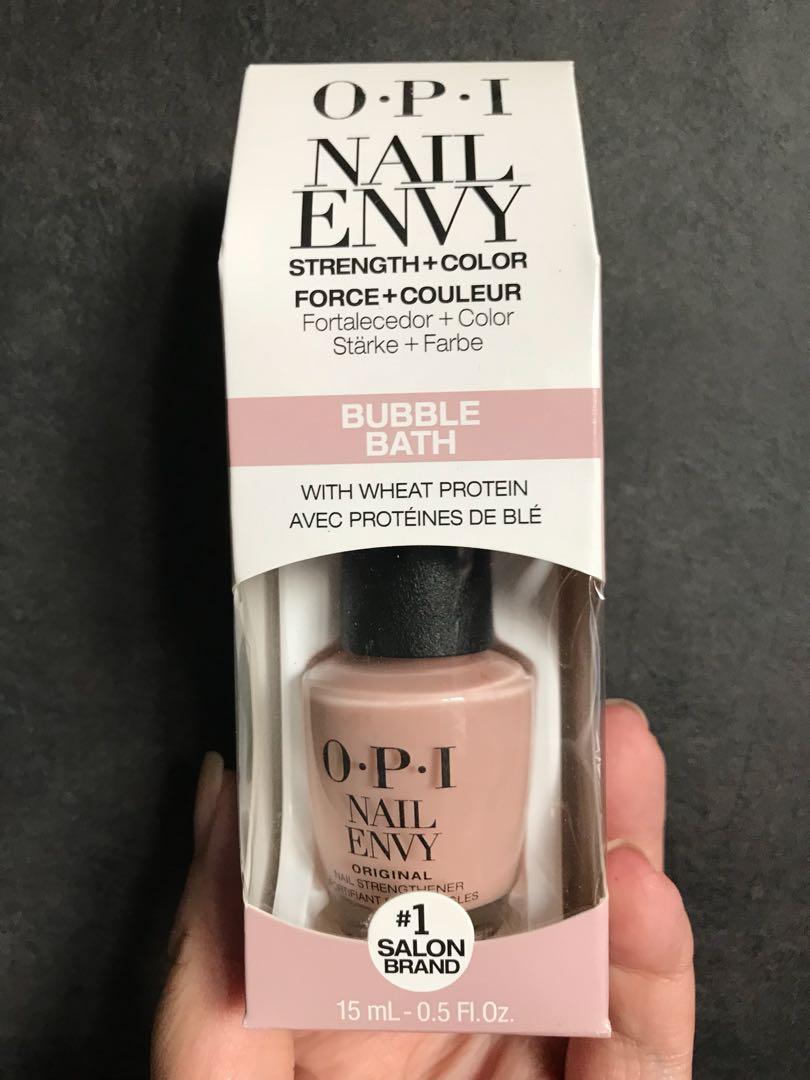 O·P·I
NAIL
ENVY
STRENGTH+COLOR
FORCE+COULEUR
Fortalecedor + Color
Stärke + Farbe
BUBBLE
BATH
WITH WHEAT PROTEIN
AVEC PROTÉINES DE BLÉ
O·P·I
NAIL
ENVY
ORIGINAL
NAIL STRENGTHENER
#1
SALON
BRAND
15 mL - 0.5 Fl.Oz.